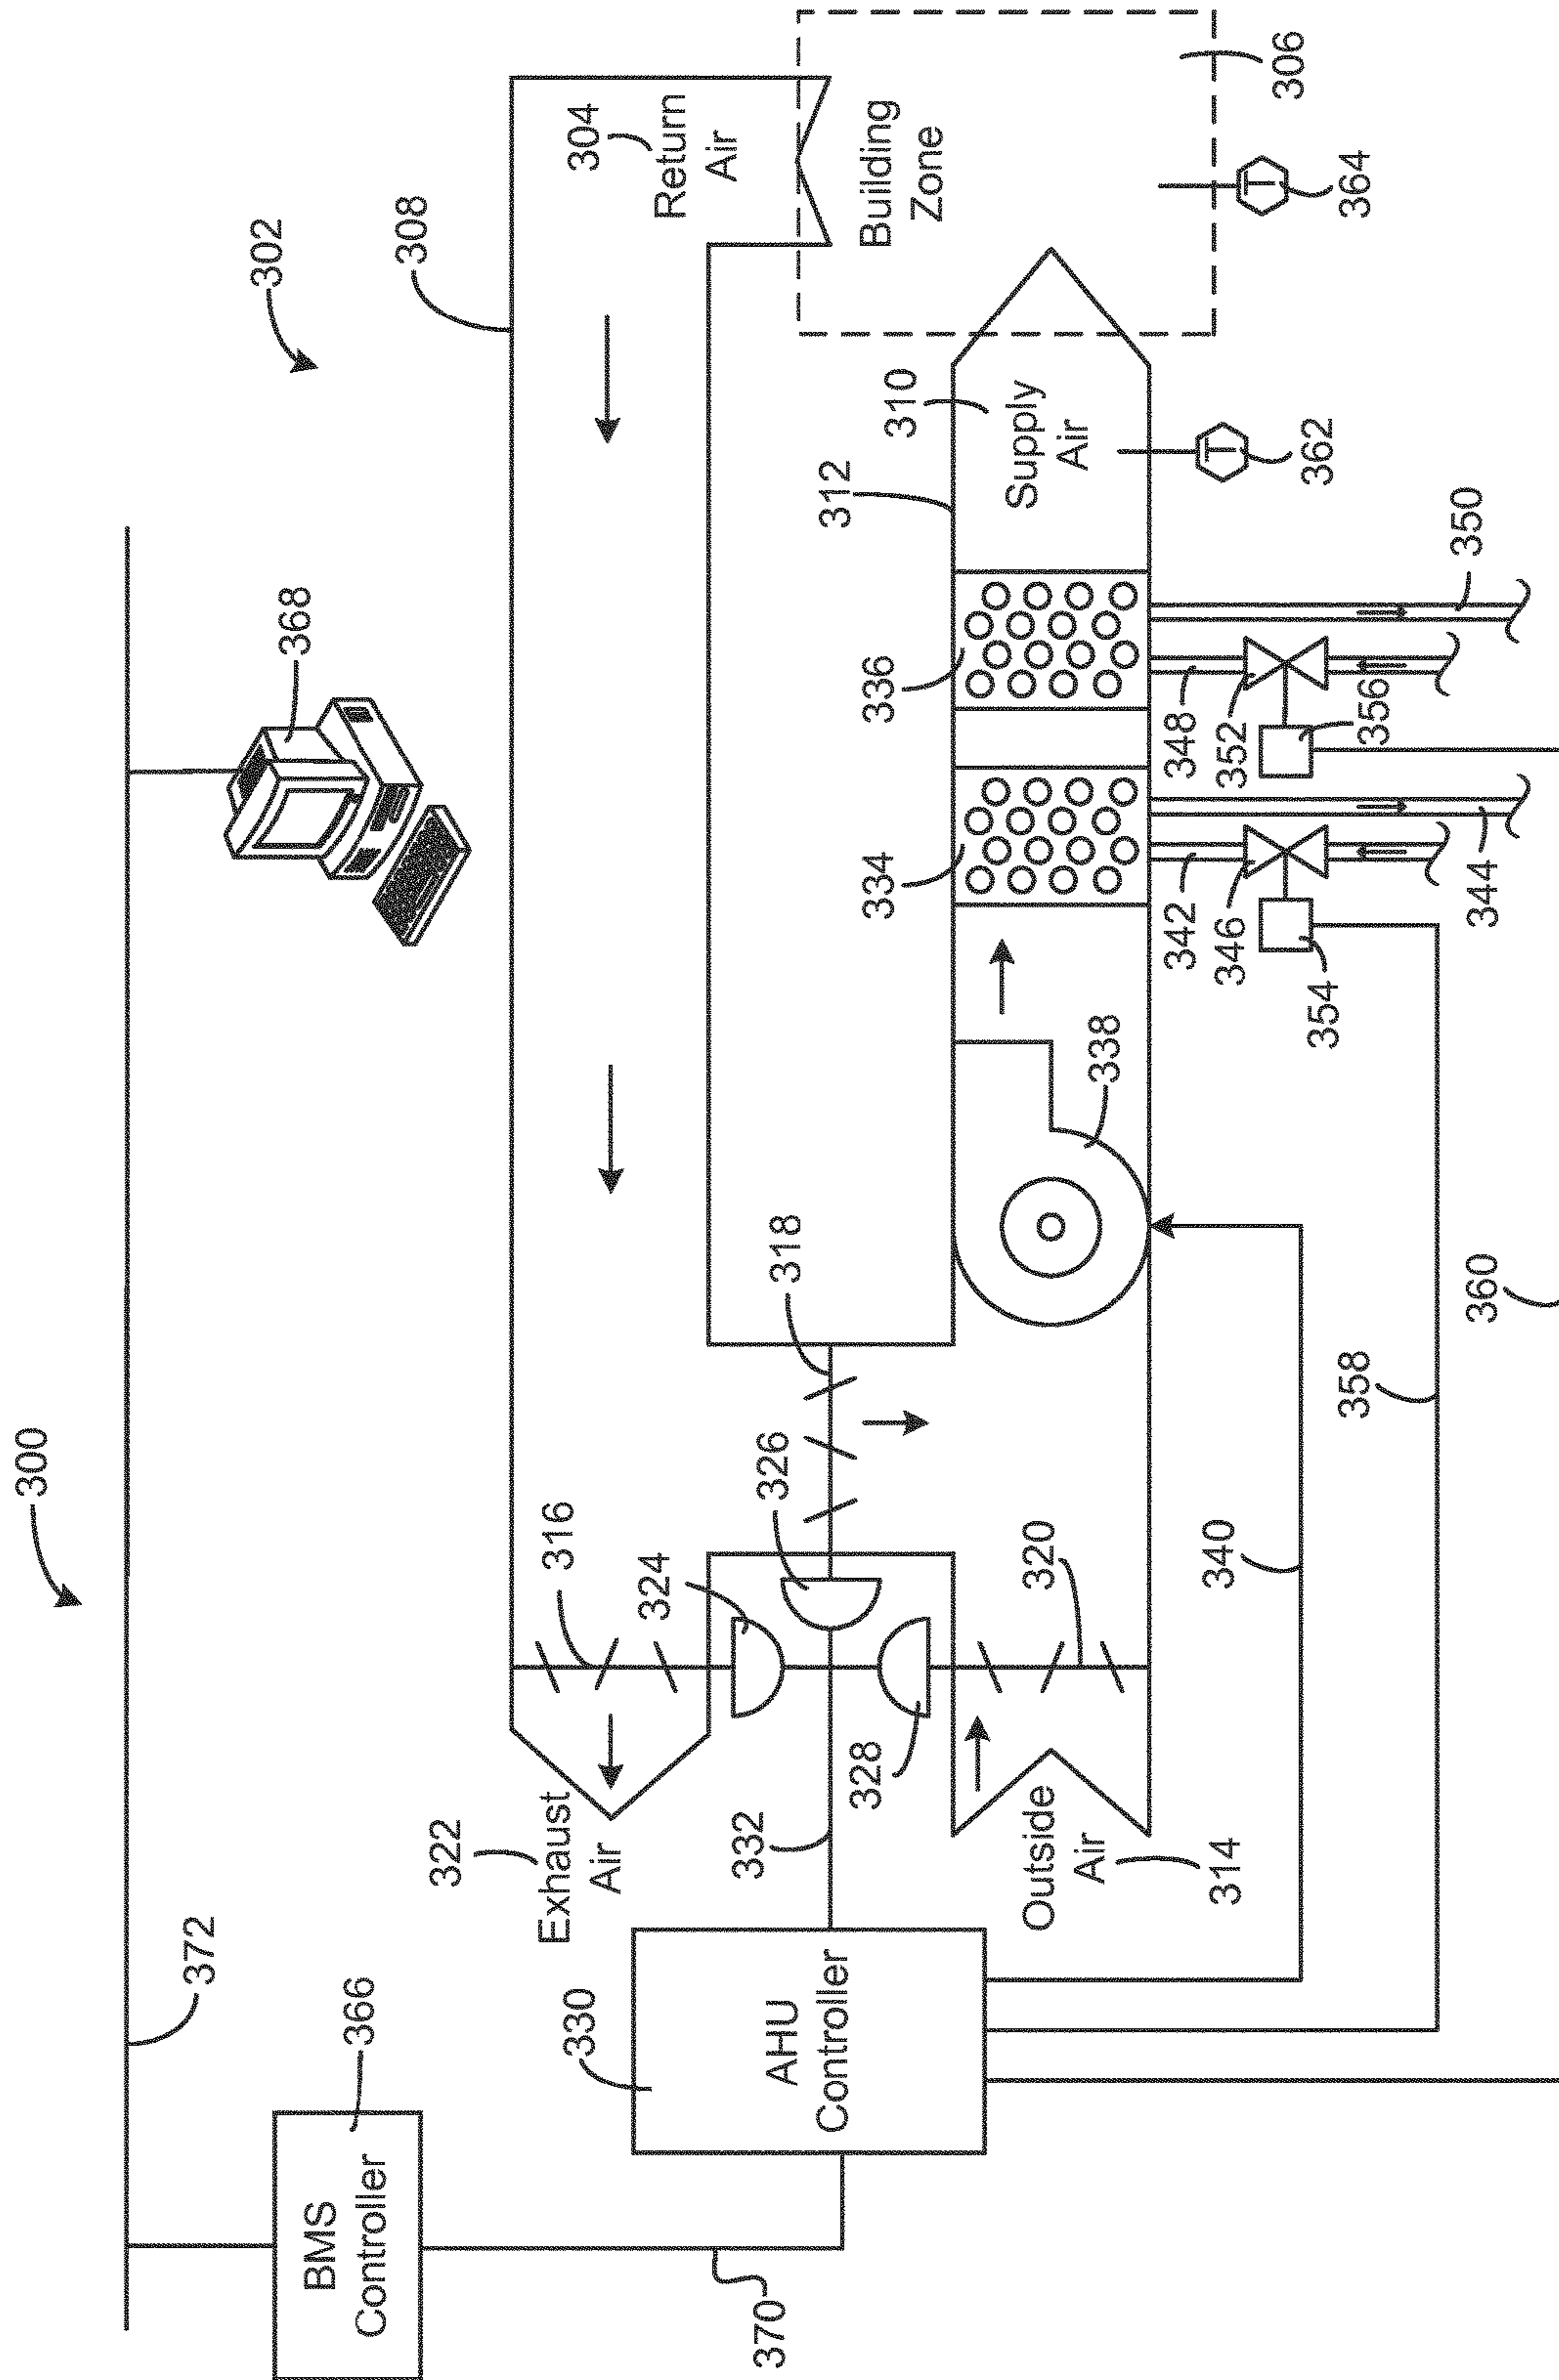 300
372
302
368
366
BMS
Controller
308
322
Exhaust
Air
316
304
Return
Air
330
AHU
Controller
324
332
370
326
318
312
328
334
336
Building
Zone
310
Supply
Air
Outside
Air
314
320
338
342
348
340
346
352
T
362
T
364
306
354
358
356
350
360
344